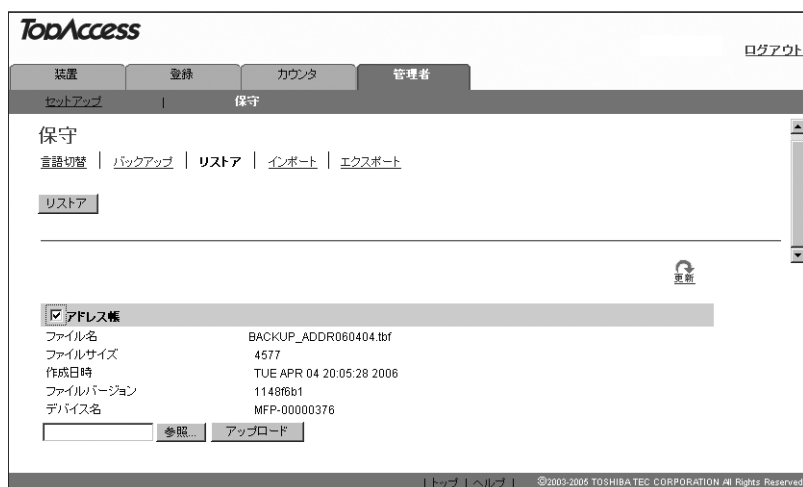 TopAccess
ログアウト
装置 登録 カウンタ 管理者
セットアップ | 保守
保守
言語切替 | バックアップ | リストア | インポート | エクスポート
リストア
更新
アドレス帳
ファイル名 BACKUP_ADDR060404.tbf
ファイルサイズ 4577
作成日時 TUE APR 04 20:05:28 2006
ファイルバージョン 1148f6b1
デバイス名 MFP-00000376
参照... アップロード
| トップ | ヘルプ | ©2003-2005 TOSHIBA TEC CORPORATION All Rights Reserved